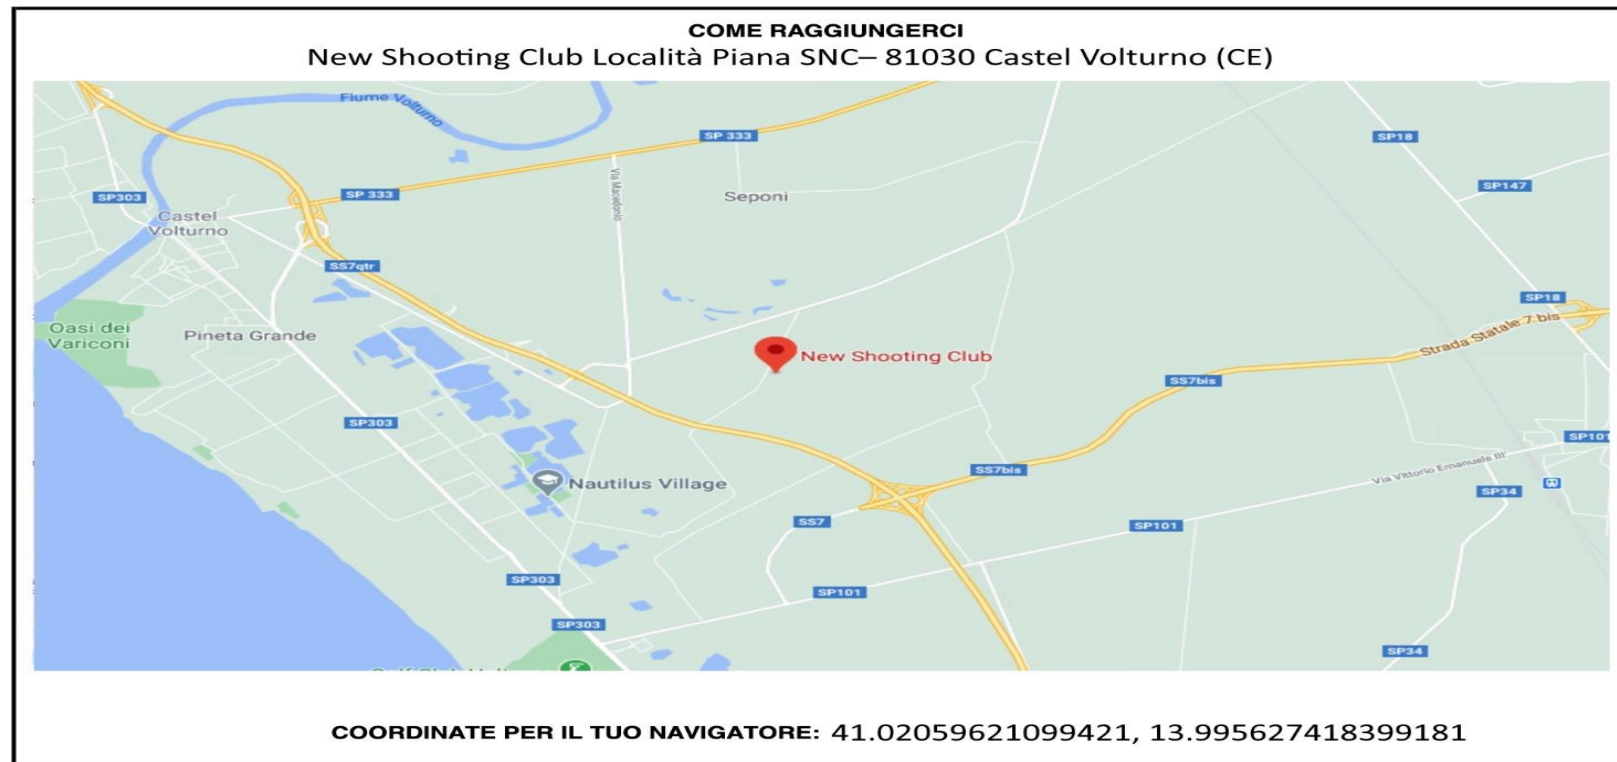 COME RAGGIUNGERCI
New Shooting Club Località Piana SNC– 81030 Castel Volturno (CE)
Fiume Volturno
SP 333
SP18
SP147
SP303
SP 333
Via Macedonio
Seponi
Castel
Volturno
SS7qtr
SP18
Oasi dei
Variconi
Pineta Grande
Strada Statale 7 bis
New Shooting Club
SS7bis
SP303
SP101
SS7bis
Via Vittorio Emanuele III
Nautilus Village
SP34
SS7
SP101
SP303
SP101
SP303
SP34
COORDINATE PER IL TUO NAVIGATORE: 41.02059621099421, 13.995627418399181